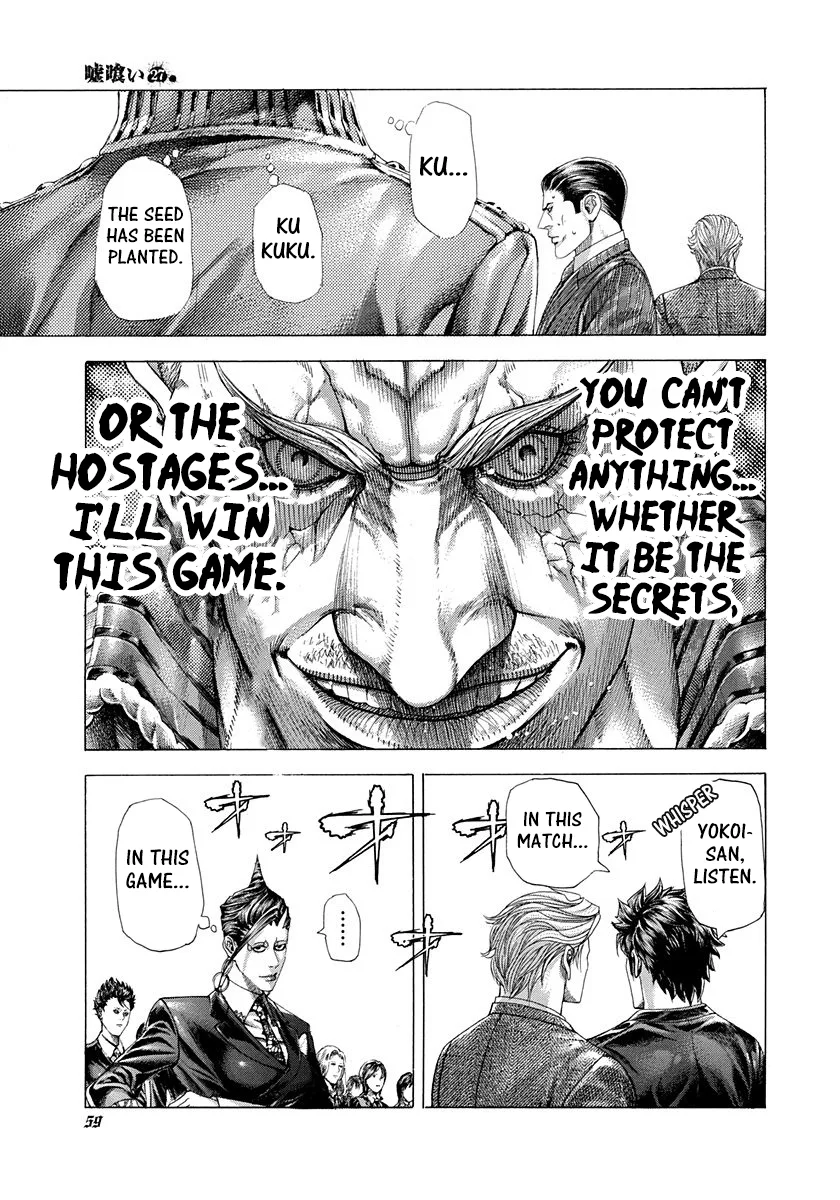 嘘喰い
KU...
KU
KUKU.
THE SEED
HAS BEEN
PLANTED.
YOU CAN'T
PROTECT
ANYTHING...
WHETHER
IT BE THE
SECRETS,
OR THE
HOSTAGES...
I'LL WIN
THIS GAME.
WHISPER
YOKOI-
SAN,
LISTEN.
IN THIS
MATCH...
......
IN THIS
GAME...
59